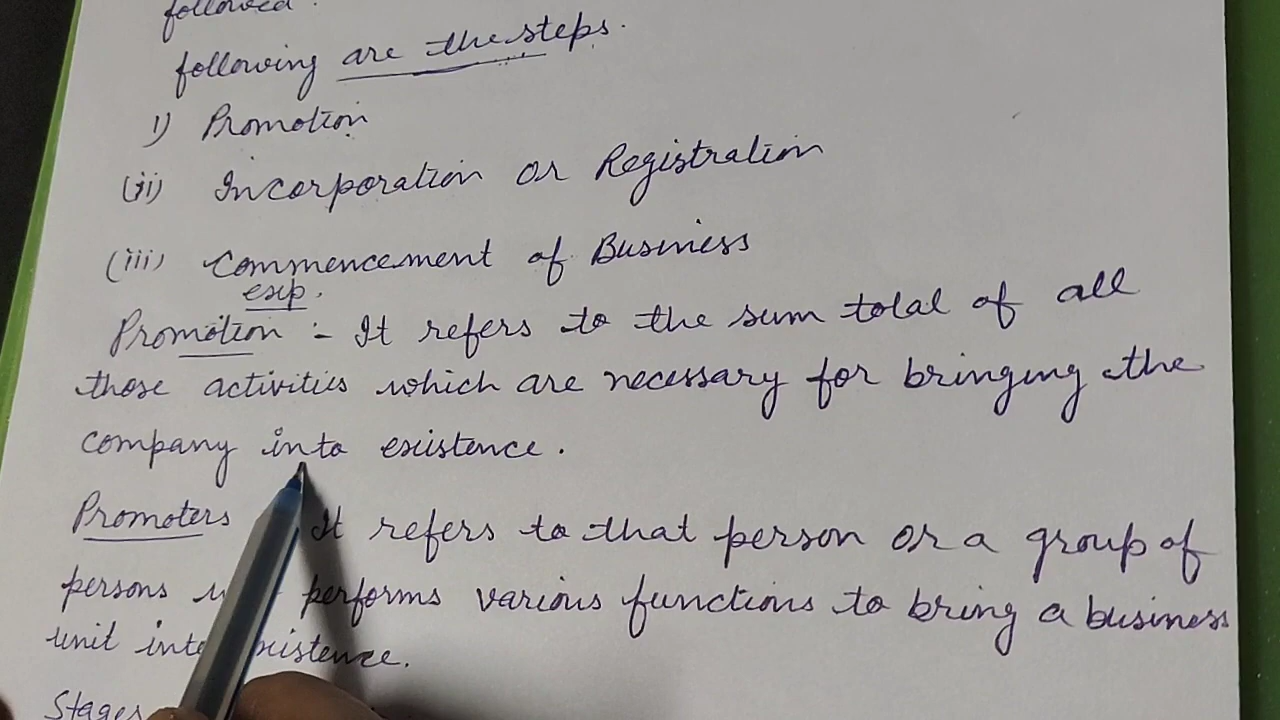 followed.
following are the steps.
i) Promotion
(ii) Incorporation or Registration
(iii) Commencement of Business
exp.
Promotion :- It refers to the sum total of all
those activities which are necessary for bringing the
company into existence.
Promoters It refers to that person or a group of
persons performs various functions to bring a business
unit into existence.
Stages